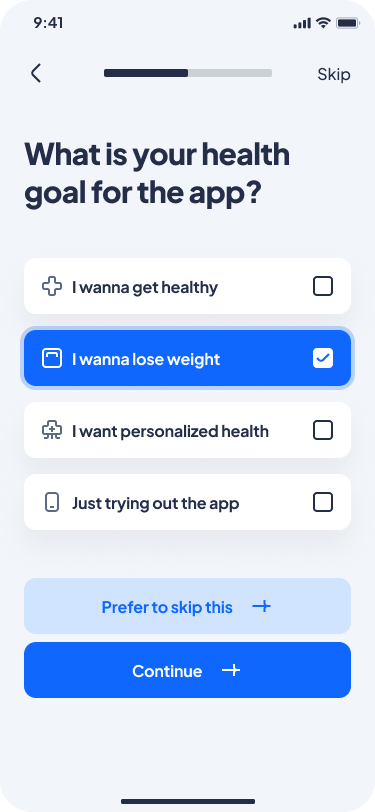 9:41
Skip
What is your health
goal for the app?
I wanna get healthy
I wanna lose weight
I want personalized health
Just trying out the app
Prefer to skip this
Continue